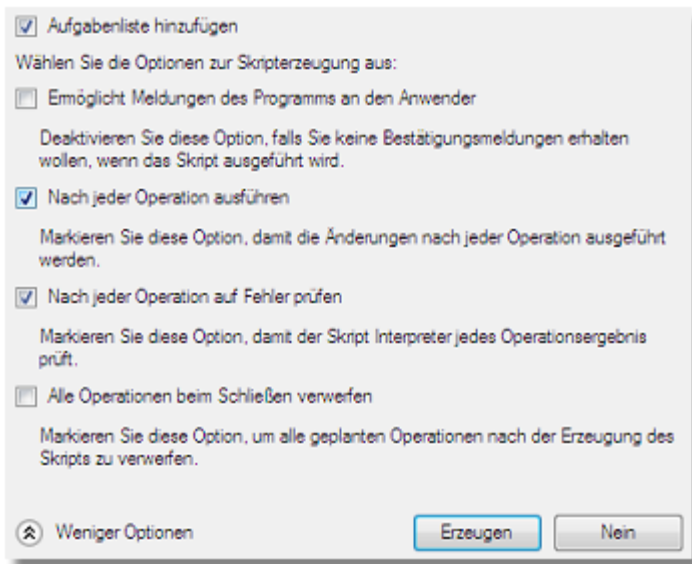 Aufgabenliste hinzufügen
Wählen Sie die Optionen zur Skripterzeugung aus:
Ermöglicht Meldungen des Programms an den Anwender
Deaktivieren Sie diese Option, falls Sie keine Bestätigungsmeldungen erhalten
wollen, wenn das Skript ausgeführt wird.
Nach jeder Operation ausführen
Markieren Sie diese Option, damit die Änderungen nach jeder Operation ausgeführt
werden.
Nach jeder Operation auf Fehler prüfen
Markieren Sie diese Option, damit der Skript Interpreter jedes Operationsergebnis
prüft.
Alle Operationen beim Schließen verwerfen
Markieren Sie diese Option, um alle geplanten Operationen nach der Erzeugung des
Skripts zu verwerfen.
Weniger Optionen Erzeugen Nein